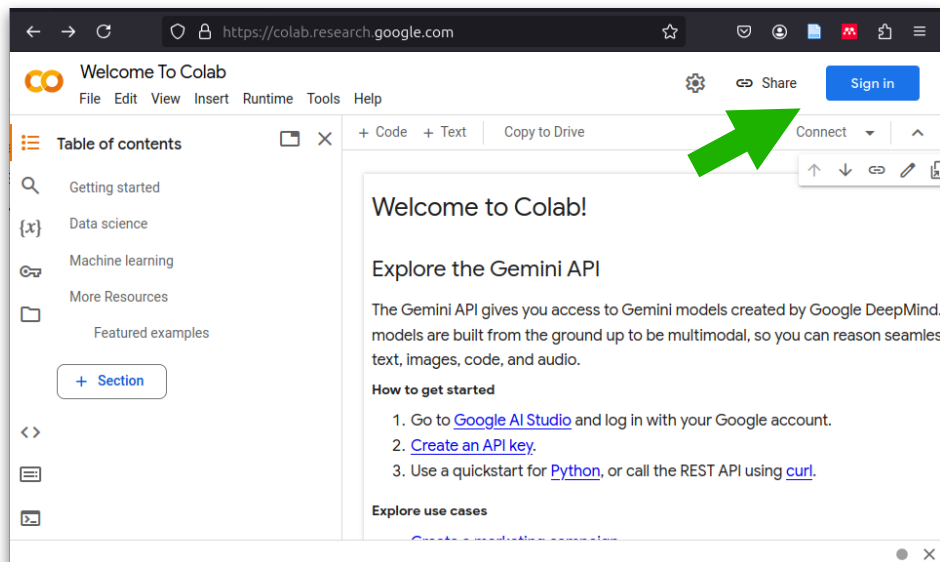 https://colab.research.google.com
Welcome To Colab
File Edit View Insert Runtime Tools Help
Share
Sign in
Table of contents
+ Code + Text Copy to Drive
Connect
Getting started
Data science
Machine learning
More Resources
Featured examples
+ Section
{x}
Welcome to Colab!
Explore the Gemini API
The Gemini API gives you access to Gemini models created by Google DeepMind.
models are built from the ground up to be multimodal, so you can reason seamles
text, images, code, and audio.
How to get started
1. Go to Google AI Studio and log in with your Google account.
2. Create an API key.
3. Use a quickstart for Python, or call the REST API using curl.
Explore use cases
Create a marketing campaign